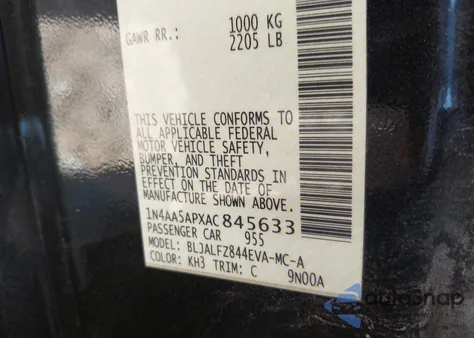 GAWR RR.: 1000 KG
2205 LB
THIS VEHICLE CONFORMS TO
ALL APPLICABLE FEDERAL
MOTOR VEHICLE SAFETY,
BUMPER, AND THEFT
PREVENTION STANDARDS IN
EFFECT ON THE DATE OF
MANUFACTURE SHOWN ABOVE.
1N4AA5APXAC845633
PASSENGER CAR 955
MODEL: BLJALFZ844EVA-MC-A
COLOR: KH3 TRIM: C 9N00A
autosnap